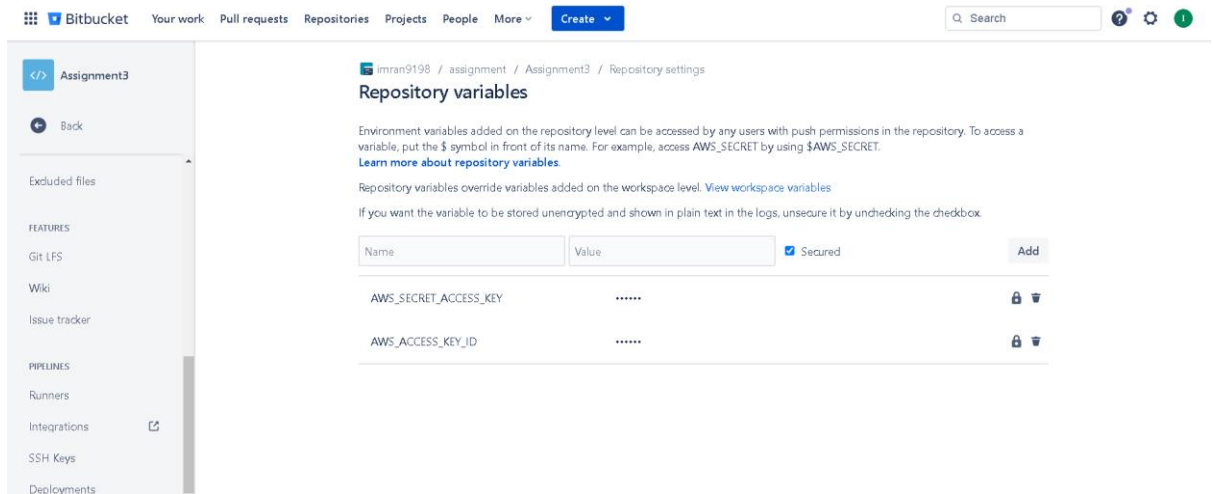 Bitbucket Your work Pull requests Repositories Projects People More Create Search I
</> Assignment3
Back
Excluded files
FEATURES
Git LFS
Wiki
Issue tracker
PIPELINES
Runners
Integrations
SSH Keys
Deployments
imran9198 / assignment / Assignment3 / Repository settings
Repository variables
Environment variables added on the repository level can be accessed by any users with push permissions in the repository. To access a
variable, put the $ symbol in front of its name. For example, access AWS_SECRET by using $AWS_SECRET.
Learn more about repository variables.
Repository variables override variables added on the workspace level. View workspace variables
If you want the variable to be stored unencrypted and shown in plain text in the logs, unsecure it by unchecking the checkbox.
Name Value Secured Add
AWS_SECRET_ACCESS_KEY ••••••
AWS_ACCESS_KEY_ID ••••••